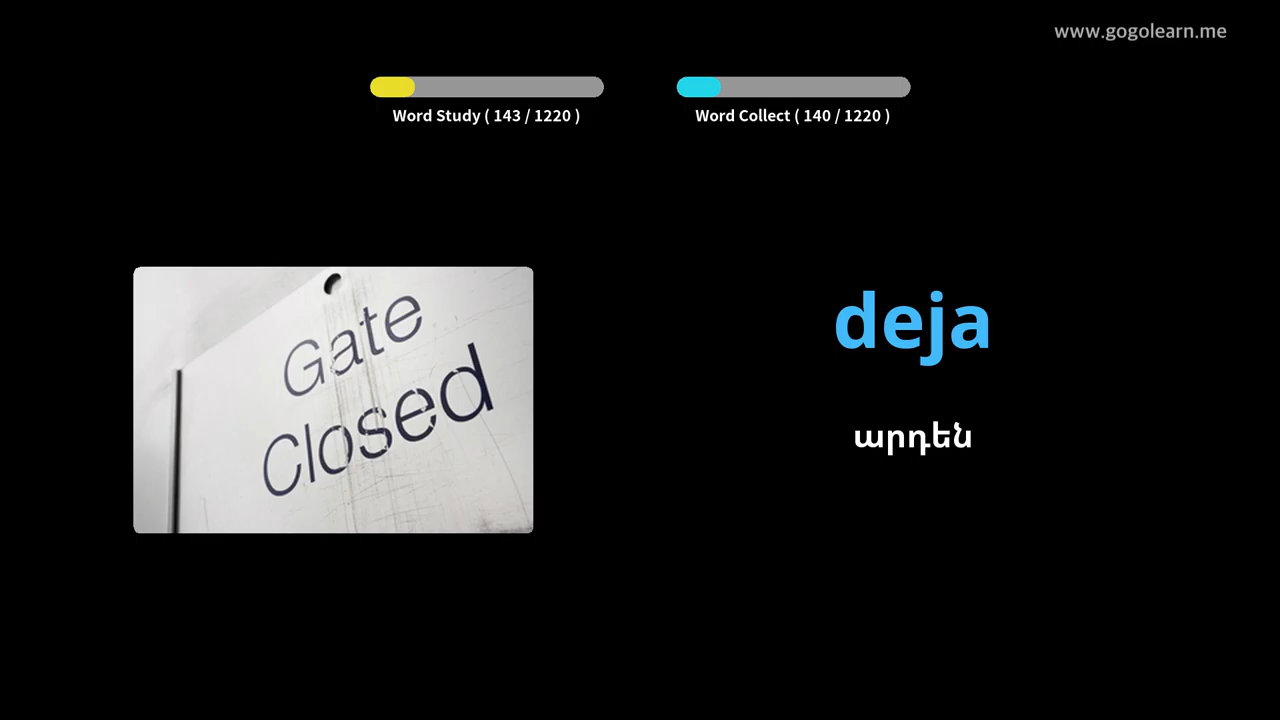 www.gogolearn.me
Word Study ( 143 / 1220 )
Word Collect ( 140 / 1220 )
Gate
Closed
deja
արդեն